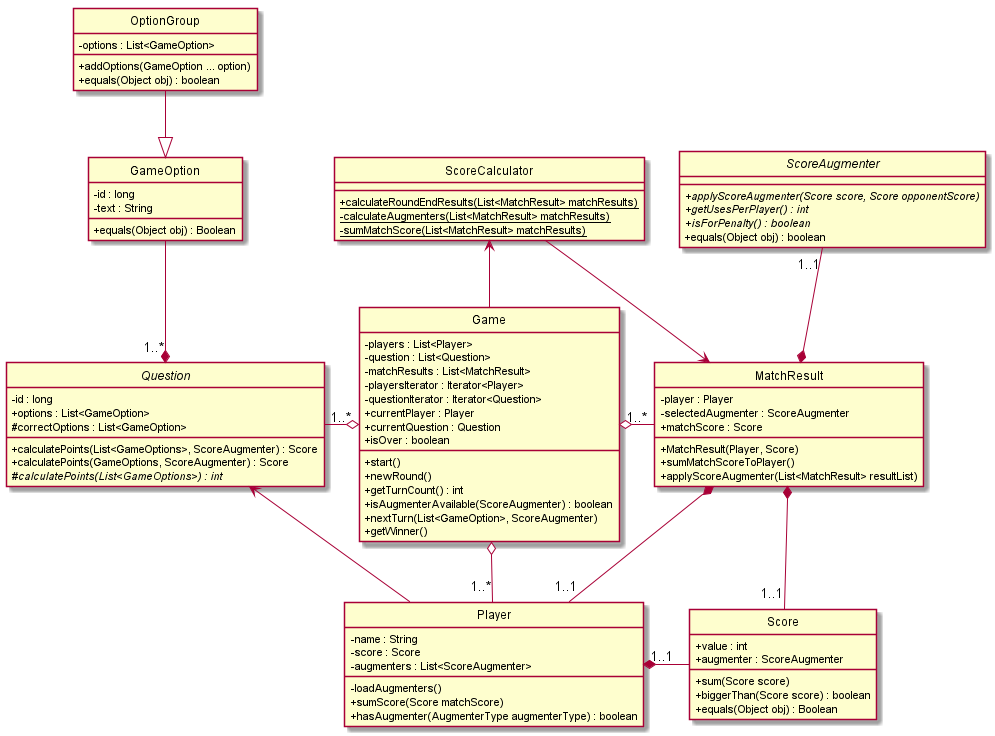 OptionGroup
-options : List<GameOption>
+addOptions(GameOption ... option)
+equals(Object obj) : boolean
GameOption
-id : long
-text : String
+equals(Object obj) : Boolean
ScoreCalculator
+calculateRoundEndResults(List<MatchResult> matchResults)
-calculateAugmenters(List<MatchResult> matchResults)
-sumMatchScore(List<MatchResult> matchResults)
ScoreAugmenter
+applyScoreAugmenter(Score score, Score opponentScore)
+getUsesPerPlayer() : int
+isForPenalty() : boolean
+equals(Object obj) : boolean
1..1
1..*
Question
-id : long
+options : List<GameOption>
#correctOptions : List<GameOption>
+calculatePoints(List<GameOptions>, ScoreAugmenter) : Score
+calculatePoints(GameOptions, ScoreAugmenter) : Score
#calculatePoints(List<GameOptions>) : int
1..*
Game
-players : List<Player>
-question : List<Question>
-matchResults : List<MatchResult>
-playersIterator : Iterator<Player>
-questionIterator : Iterator<Question>
+currentPlayer : Player
+currentQuestion : Question
+isOver : boolean
+start()
+newRound()
+getTurnCount() : int
+isAugmenterAvailable(ScoreAugmenter) : boolean
+nextTurn(List<GameOption>, ScoreAugmenter)
+getWinner()
1..*
MatchResult
-player : Player
-selectedAugmenter : ScoreAugmenter
+matchScore : Score
+MatchResult(Player, Score)
+sumMatchScoreToPlayer()
+applyScoreAugmenter(List<MatchResult> resultList)
1..*
1..1
1..1
Player
-name : String
-score : Score
-augmenters : List<ScoreAugmenter>
-loadAugmenters()
+sumScore(Score matchScore)
+hasAugmenter(AugmenterType augmenterType) : boolean
1..1
Score
+value : int
+augmenter : ScoreAugmenter
+sum(Score score)
+biggerThan(Score score) : boolean
+equals(Object obj) : Boolean